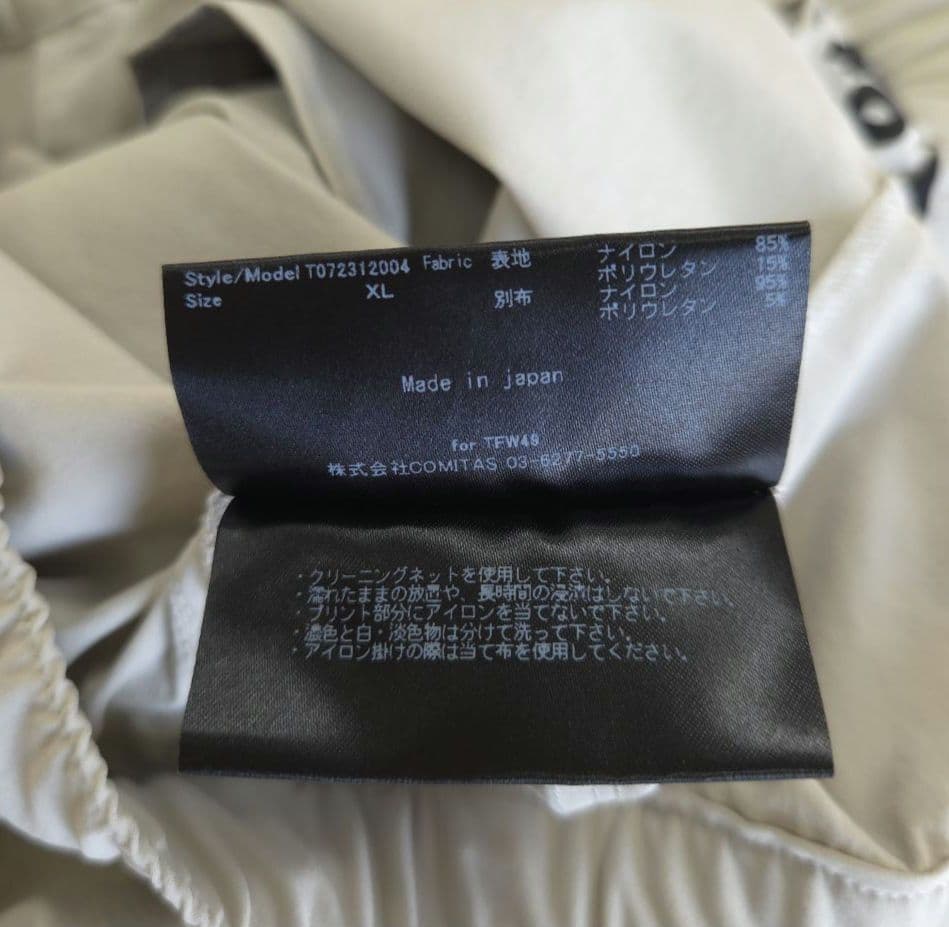 Style/Model T072312004 Fabric 表地 ナイロン 85%
ポリウレタン 15%
Size XL 別布 ナイロン 95%
ポリウレタン 5%
Made in japan
for TFW49
株式会社COMITAS 03-6277-5550
・クリーニングネットを使用して下さい。
・濡れたままの放置や、長時間の浸漬はしないで下さい。
・プリント部分にアイロンを当てないで下さい。
・濃色と白・淡色物は分けて洗って下さい。
・アイロン掛けの際は当て布を使用してください。